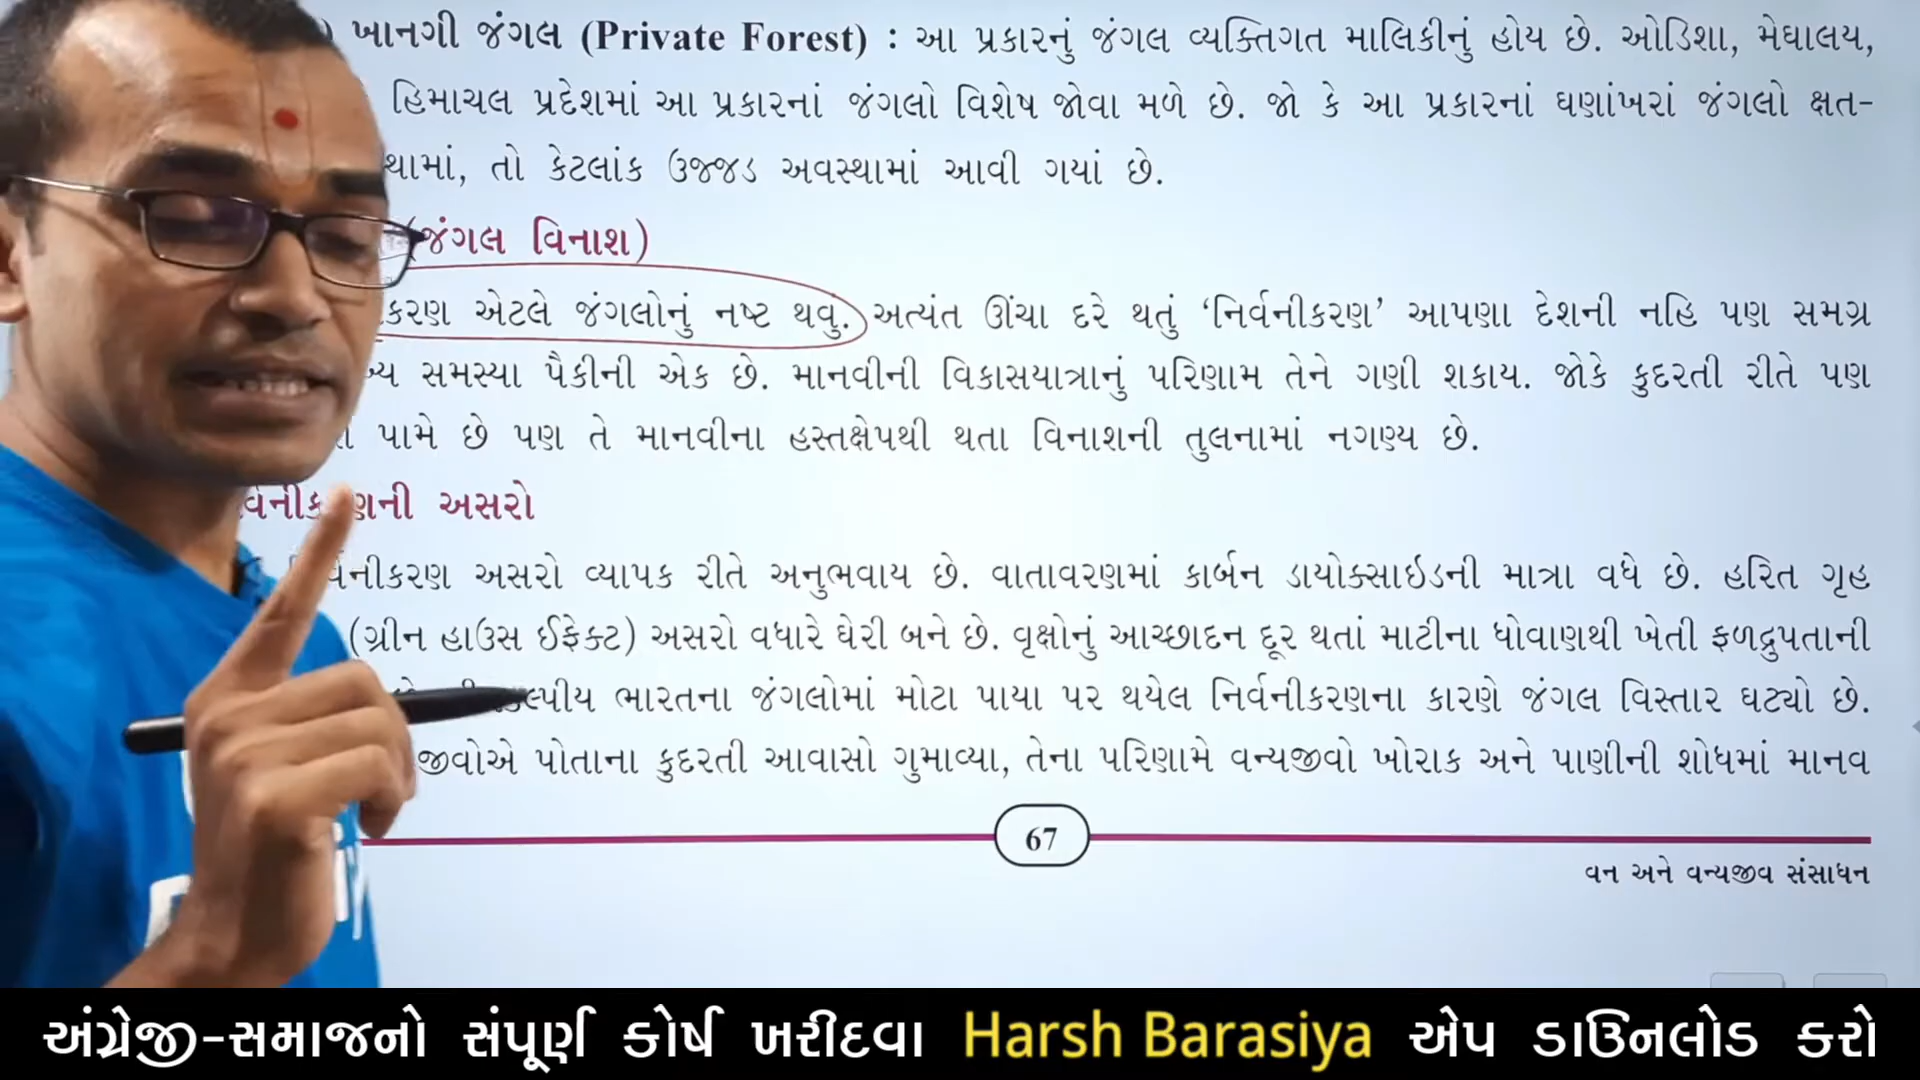 ) ખાનગી જંગલ (Private Forest) : આ પ્રકારનું જંગલ વ્યક્તિગત માલિકીનું હોય છે. ઓડિશા, મેઘાલય,
હિમાચલ પ્રદેશમાં આ પ્રકારનાં જંગલો વિશેષ જોવા મળે છે. જો કે આ પ્રકારનાં ઘણાંખરાં જંગલો ક્ષત-
થામાં, તો કેટલાંક ઉજ્જડ અવસ્થામાં આવી ગયાં છે.
(જંગલ વિનાશ)
કરણ એટલે જંગલોનું નષ્ટ થવું. અત્યંત ઊંચા દરે થતું ‘નિર્વનીકરણ’ આપણા દેશની નહિ પણ સમગ્ર
સમસ્યા પૈકીની એક છે. માનવીની વિકાસયાત્રાનું પરિણામ તેને ગણી શકાય. જોકે કુદરતી રીતે પણ
પામે છે પણ તે માનવીના હસ્તક્ષેપથી થતા વિનાશની તુલનામાં નગણ્ય છે.
ર્વનીકરણની અસરો
ર્વનીકરણ અસરો વ્યાપક રીતે અનુભવાય છે. વાતાવરણમાં કાર્બન ડાયોક્સાઇડની માત્રા વધે છે. હરિત ગૃહ
(ગ્રીન હાઉસ ઈફેક્ટ) અસરો વધારે ઘેરી બને છે. વૃક્ષોનું આચ્છાદન દૂર થતાં માટીના ધોવાણથી ખેતી ફળદ્રુપતાની
લ્પીય ભારતના જંગલોમાં મોટા પાયા પર થયેલ નિર્વનીકરણના કારણે જંગલ વિસ્તાર ઘટ્યો છે.
જીવોએ પોતાના કુદરતી આવાસો ગુમાવ્યા, તેના પરિણામે વન્યજીવો ખોરાક અને પાણીની શોધમાં માનવ
67
વન અને વન્યજીવ સંસાધન
અંગ્રેજી-સમાજનો સંપૂર્ણ કોર્ષ ખરીદવા Harsh Barasiya એપ ડાઉનલોડ કરો